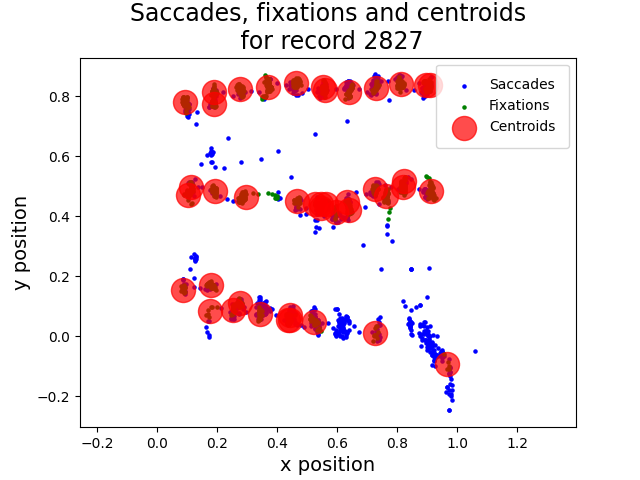 Saccades, fixations and centroids
for record 2827
Saccades
Fixations
Centroids
y position
0.8
0.6
0.4
0.2
0.0
−0.2
−0.2
0.0
0.2
0.4
0.6
0.8
1.0
1.2
x position